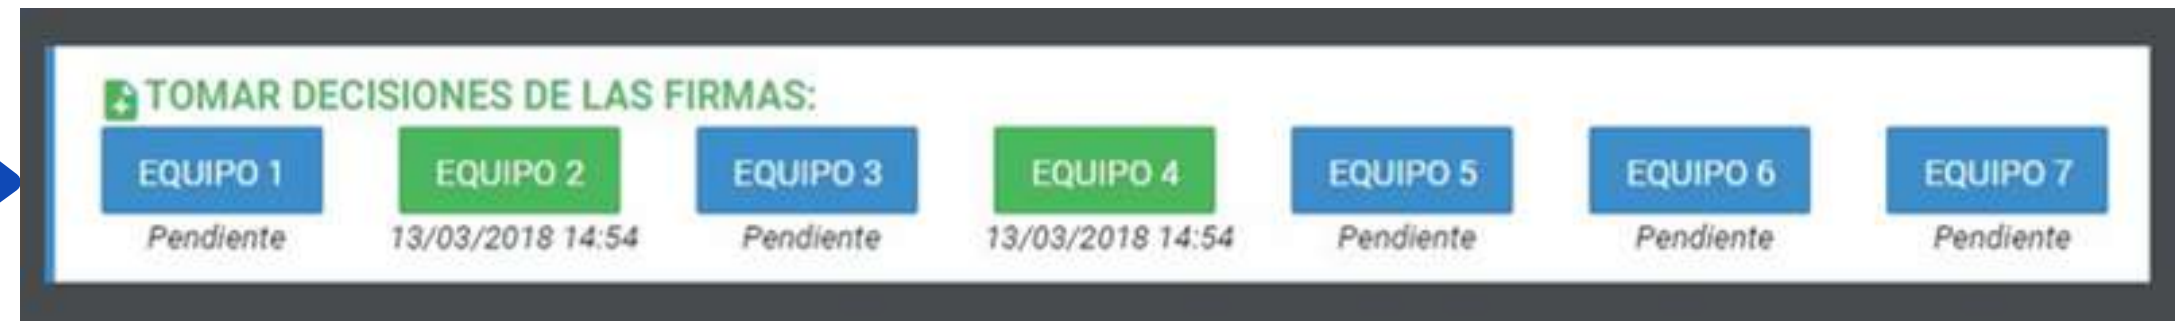 TOMAR DECISIONES DE LAS FIRMAS:
EQUIPO 1 EQUIPO 2 EQUIPO 3 EQUIPO 4 EQUIPO 5 EQUIPO 6 EQUIPO 7
Pendiente 13/03/2018 14:54 Pendiente 13/03/2018 14:54 Pendiente Pendiente Pendiente